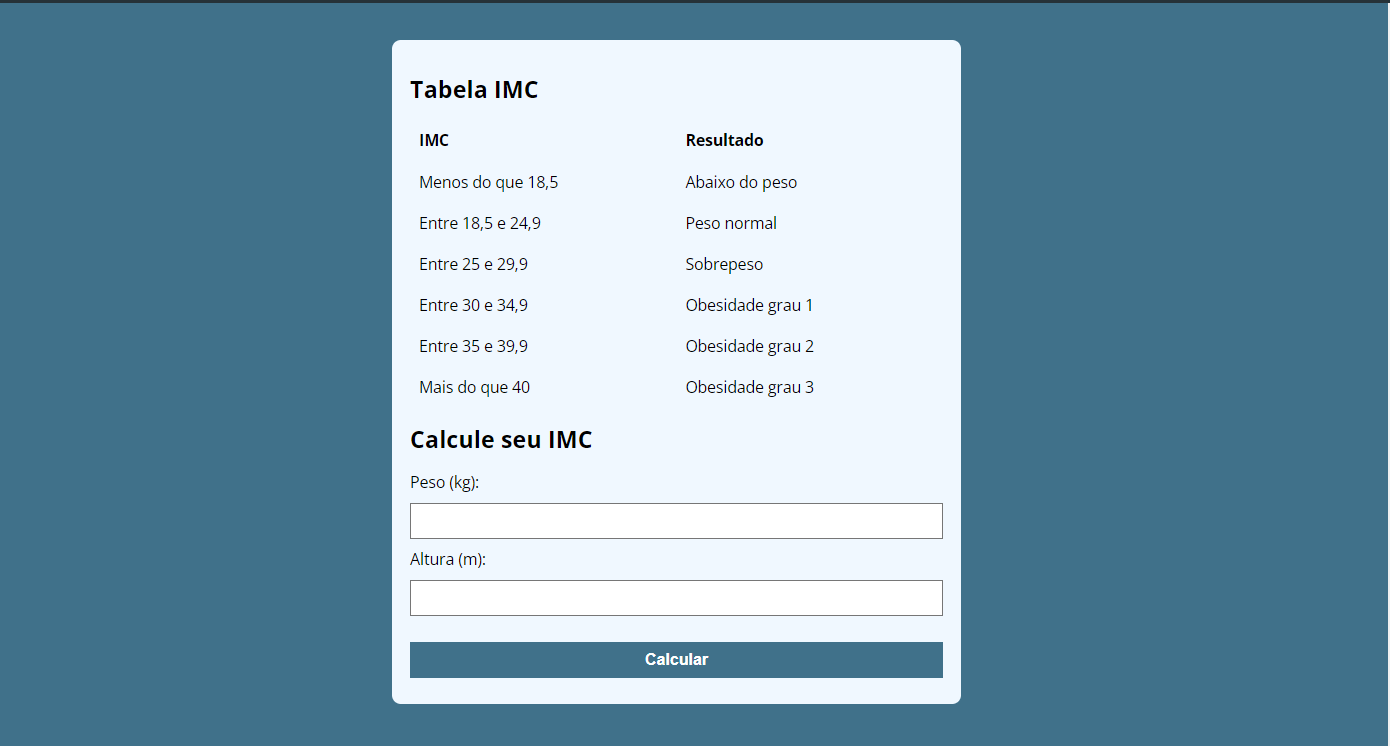 Tabela IMC
IMC Resultado
Menos do que 18,5 Abaixo do peso
Entre 18,5 e 24,9 Peso normal
Entre 25 e 29,9 Sobrepeso
Entre 30 e 34,9 Obesidade grau 1
Entre 35 e 39,9 Obesidade grau 2
Mais do que 40 Obesidade grau 3
Calcule seu IMC
Peso (kg):
Altura (m):
Calcular